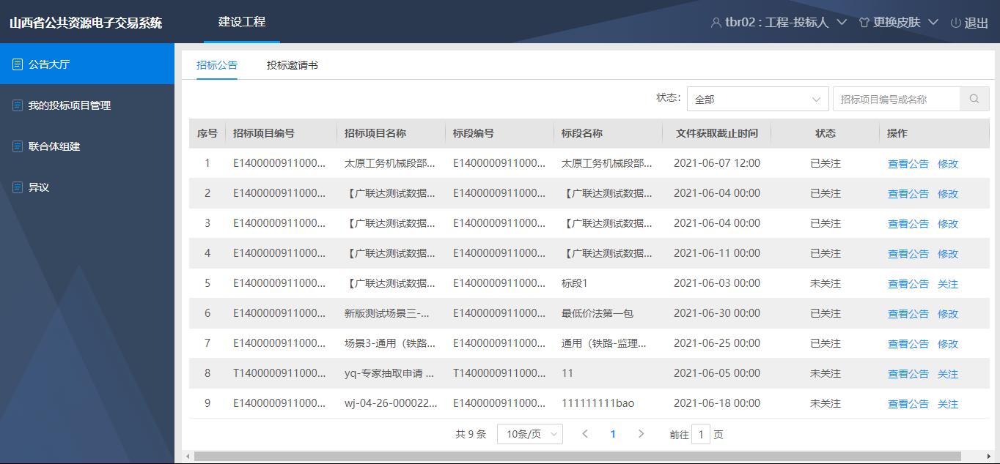 山西省公共资源电子交易系统 建设工程 tbr02 : 工程-投标人 更换皮肤 退出
公告大厅
我的投标项目管理
联合体组建
异议
招标公告 投标邀请书
状态： 全部 招标项目编号或名称
序号 招标项目编号 招标项目名称 标段编号 标段名称 文件获取截止时间 状态 操作
1 E1400000911000... 太原工务机械段部... E1400000911000... 太原工务机械段部... 2021-06-07 12:00 已关注 查看公告 修改
2 E1400000911000... 【广联达测试数据... E1400000911000... 【广联达测试数据... 2021-06-04 00:00 已关注 查看公告 修改
3 E1400000911000... 【广联达测试数据... E1400000911000... 【广联达测试数据... 2021-06-04 00:00 已关注 查看公告 修改
4 E1400000911000... 【广联达测试数据... E1400000911000... 【广联达测试数据... 2021-06-11 00:00 已关注 查看公告 修改
5 E1400000911000... 【广联达测试数据... E1400000911000... 标段1 2021-06-03 00:00 未关注 查看公告 关注
6 E1400000911000... 新版测试场景三-... E1400000911000... 最低价法第一包 2021-06-30 00:00 已关注 查看公告 修改
7 E1400000911000... 场景3-通用（铁路... E1400000911000... 通用（铁路-监理... 2021-06-25 00:00 已关注 查看公告 修改
8 T1400000911000... yq-专家抽取申请 ... T1400000911000... 11 2021-06-05 00:00 未关注 查看公告 关注
9 E1400000911000... wj-04-26-000022... E1400000911000... 111111111bao 2021-06-18 00:00 未关注 查看公告 关注
共 9 条 10条/页 1 前往 1 页